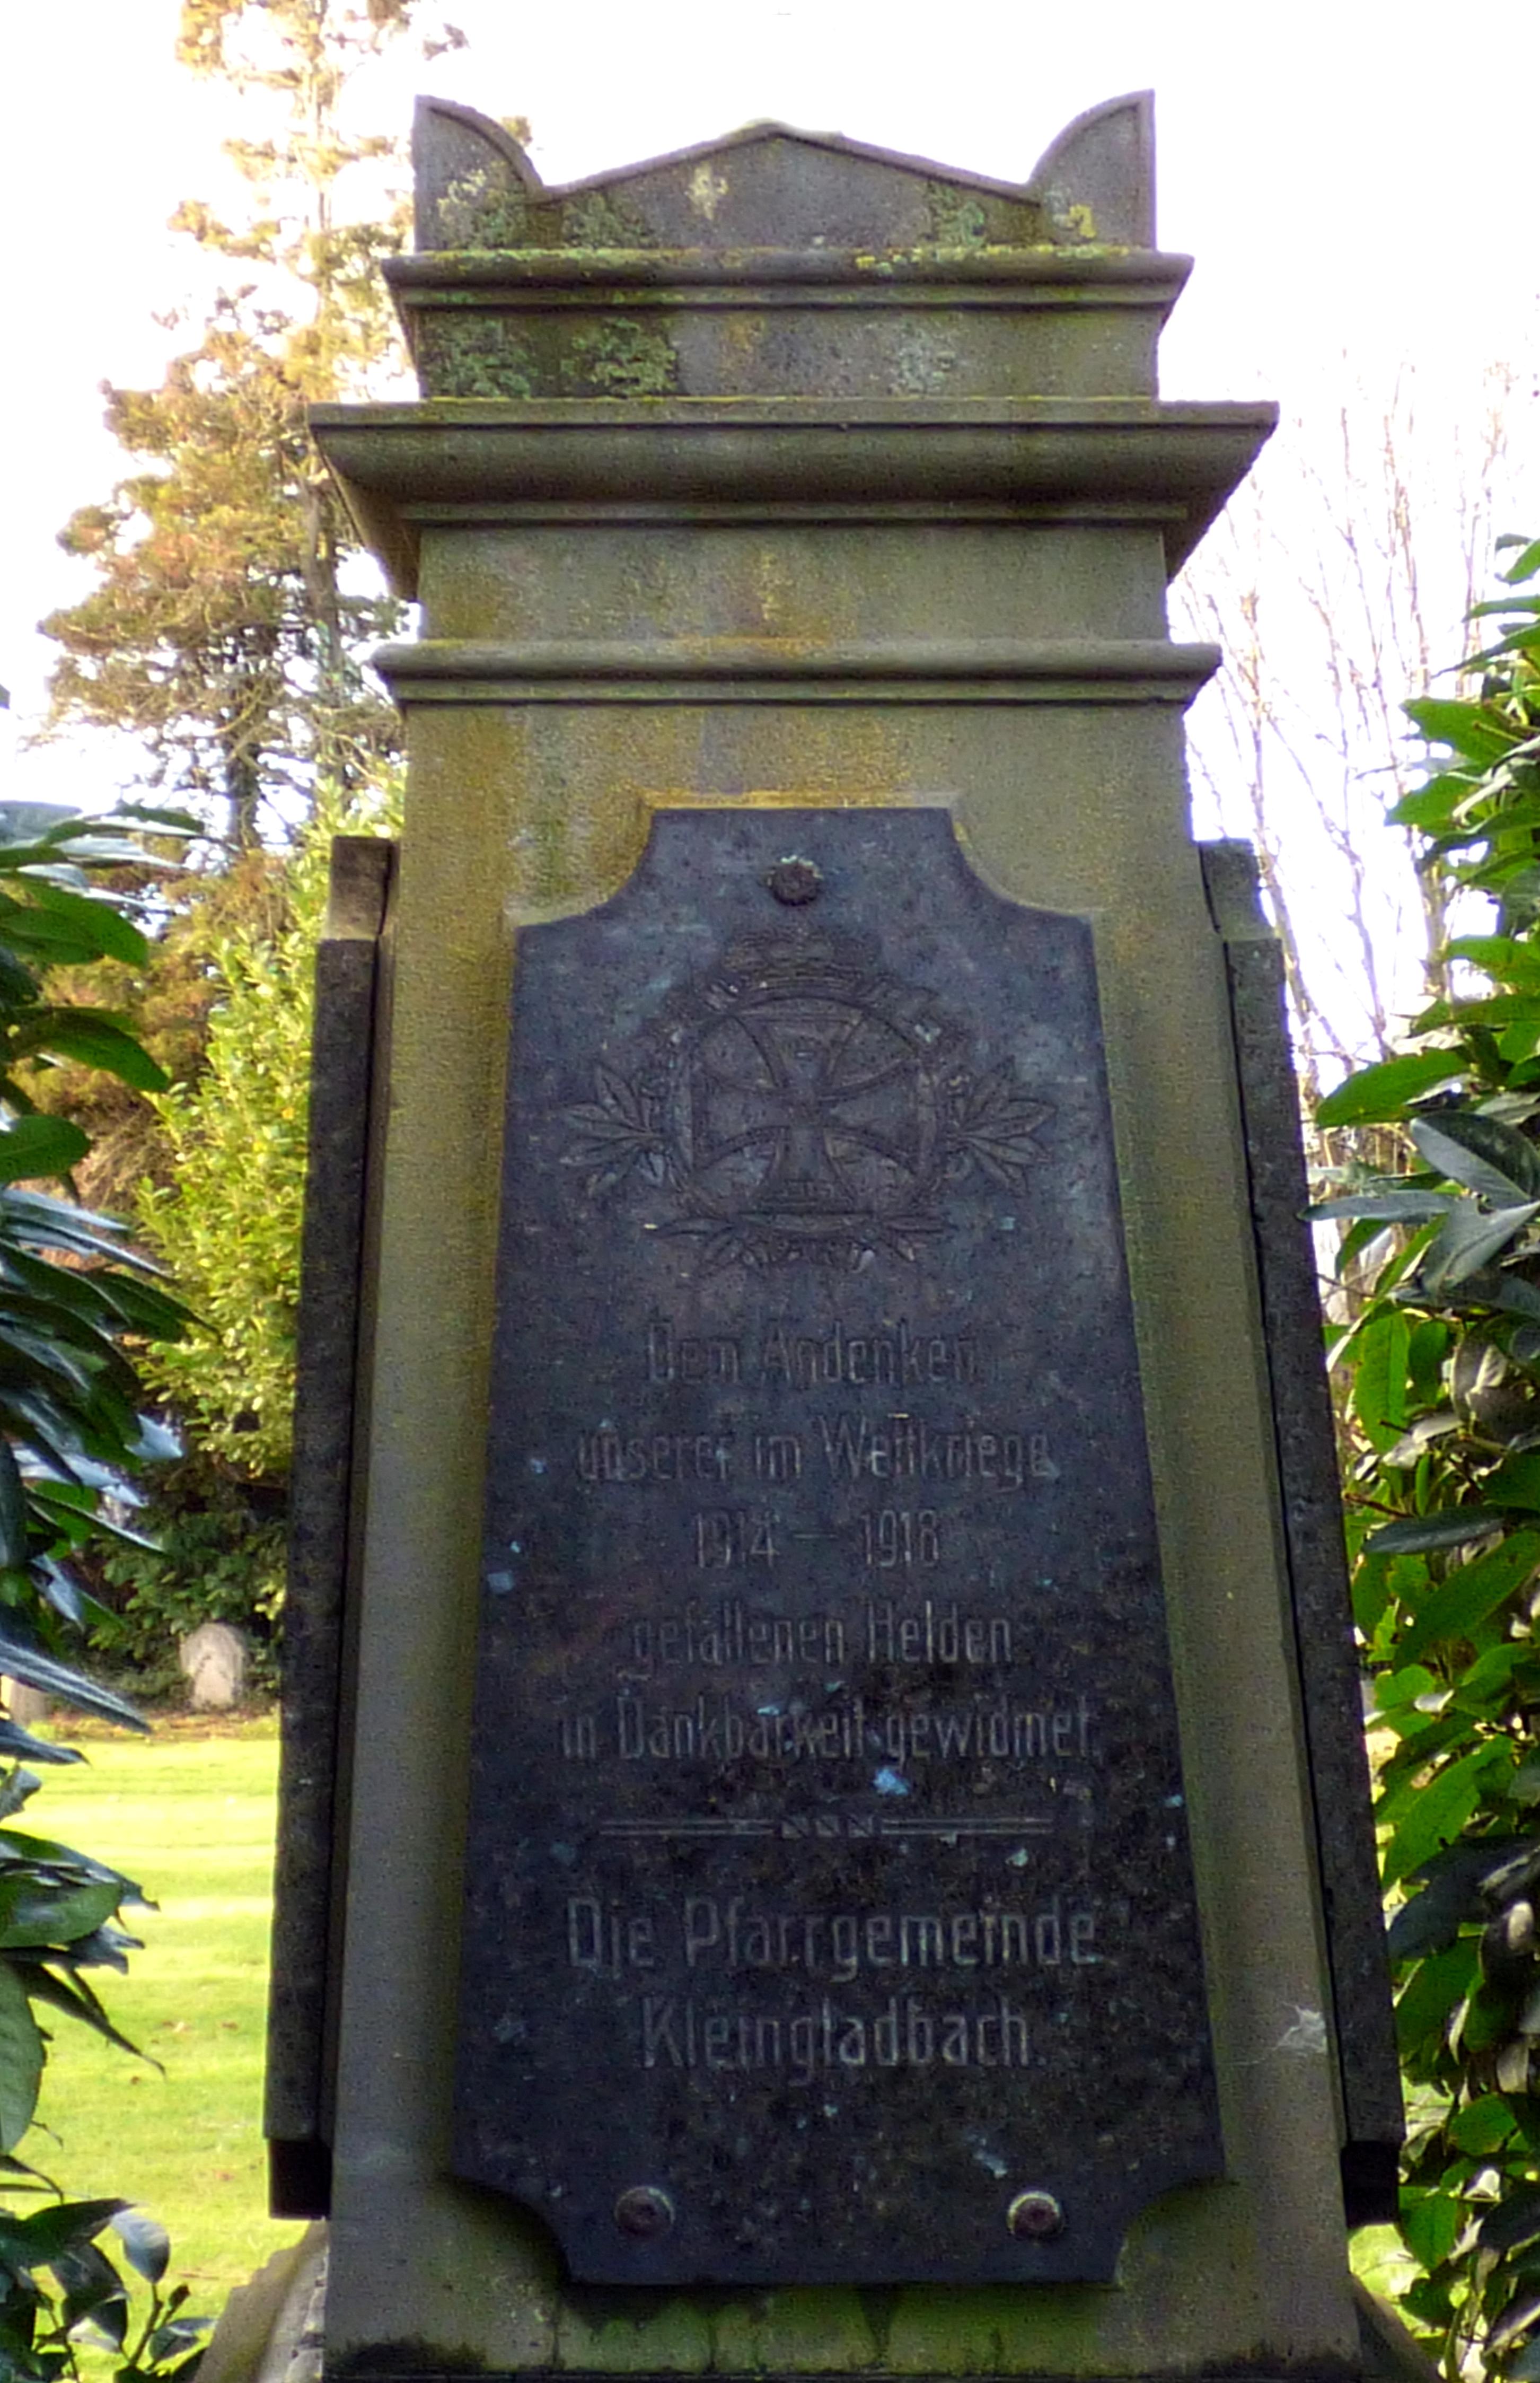 Dem Andenken
unserer im Weltkriege
1914 — 1918
gefallenen Helden
in Dankbarkeit gewidmet.
Die Pfarrgemeinde
Kleingladbach.